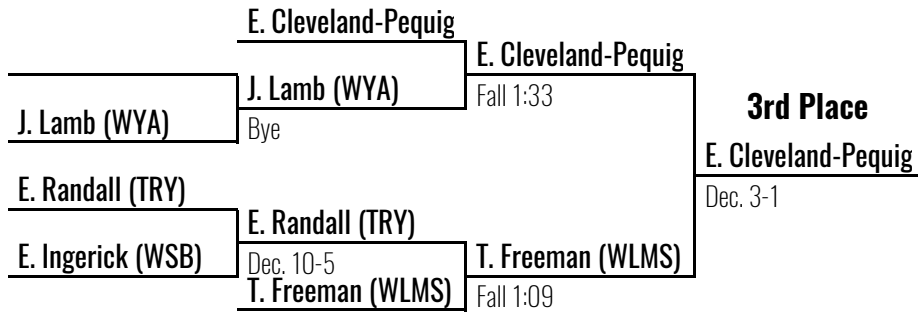 E. Cleveland-Pequig
E. Cleveland-Pequig
J. Lamb (WYA)
Fall 1:33
3rd Place
J. Lamb (WYA)
Bye
E. Cleveland-Pequig
E. Randall (TRY)
Dec. 3-1
E. Randall (TRY)
E. Ingerick (WSB)
Dec. 10-5
T. Freeman (WLMS)
T. Freeman (WLMS)
Fall 1:09